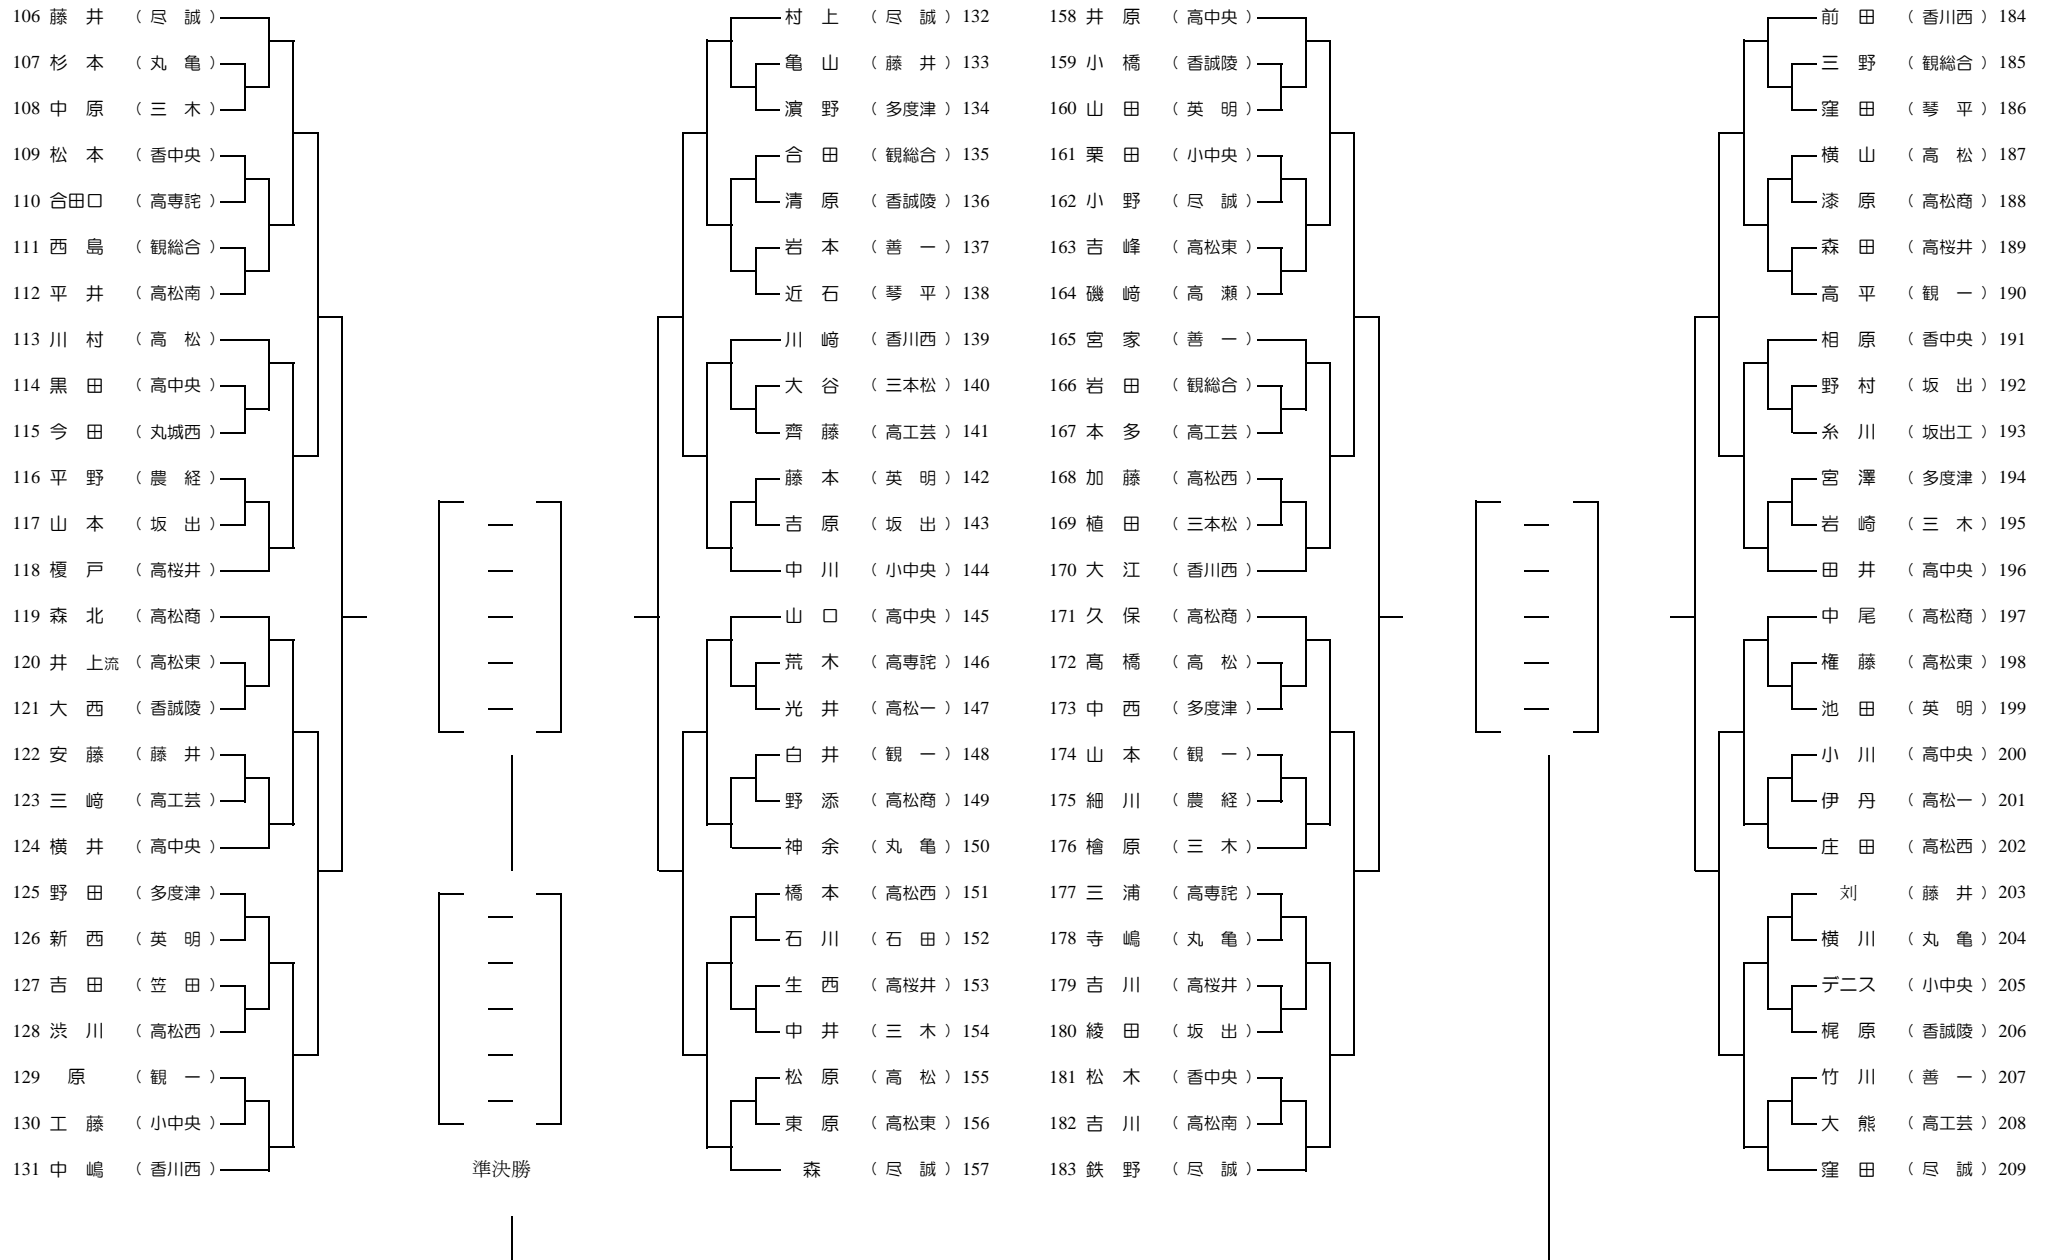 106 藤 井 （ 尽 誠 ）
107 杉 本 （ 丸 亀 ）
108 中 原 （ 三 木 ）
109 松 本 （ 香中央 ）
110 合田口 （ 高専詫 ）
111 西 島 （ 観総合 ）
112 平 井 （ 高松南 ）
113 川 村 （ 高 松 ）
114 黒 田 （ 高中央 ）
115 今 田 （ 丸城西 ）
116 平 野 （ 農 経 ）
117 山 本 （ 坂 出 ）
118 榎 戸 （ 高桜井 ）
119 森 北 （ 高松商 ）
120 井 上流 （ 高松東 ）
121 大 西 （ 香誠陵 ）
122 安 藤 （ 藤 井 ）
123 三 﨑 （ 高工芸 ）
124 横 井 （ 高中央 ）
125 野 田 （ 多度津 ）
126 新 西 （ 英 明 ）
127 吉 田 （ 笠 田 ）
128 渋 川 （ 高松西 ）
129 原 （ 観 一 ）
130 工 藤 （ 小中央 ）
131 中 嶋 （ 香川西 ）
準決勝
村 上 （ 尽 誠 ） 132
亀 山 （ 藤 井 ） 133
濵 野 （ 多度津 ） 134
合 田 （ 観総合 ） 135
清 原 （ 香誠陵 ） 136
岩 本 （ 善 一 ） 137
近 石 （ 琴 平 ） 138
川 﨑 （ 香川西 ） 139
大 谷 （ 三本松 ） 140
齊 藤 （ 高工芸 ） 141
藤 本 （ 英 明 ） 142
吉 原 （ 坂 出 ） 143
中 川 （ 小中央 ） 144
山 口 （ 高中央 ） 145
荒 木 （ 高専詫 ） 146
光 井 （ 高松一 ） 147
白 井 （ 観 一 ） 148
野 添 （ 高松商 ） 149
神 余 （ 丸 亀 ） 150
橋 本 （ 高松西 ） 151
石 川 （ 石 田 ） 152
生 西 （ 高桜井 ） 153
中 井 （ 三 木 ） 154
松 原 （ 高 松 ） 155
東 原 （ 高松東 ） 156
森 （ 尽 誠 ） 157
158 井 原 （ 高中央 ）
159 小 橋 （ 香誠陵 ）
160 山 田 （ 英 明 ）
161 栗 田 （ 小中央 ）
162 小 野 （ 尽 誠 ）
163 吉 峰 （ 高松東 ）
164 磯 﨑 （ 高 瀬 ）
165 宮 家 （ 善 一 ）
166 岩 田 （ 観総合 ）
167 本 多 （ 高工芸 ）
168 加 藤 （ 高松西 ）
169 植 田 （ 三本松 ）
170 大 江 （ 香川西 ）
171 久 保 （ 高松商 ）
172 髙 橋 （ 高 松 ）
173 中 西 （ 多度津 ）
174 山 本 （ 観 一 ）
175 細 川 （ 農 経 ）
176 檜 原 （ 三 木 ）
177 三 浦 （ 高専詫 ）
178 寺 嶋 （ 丸 亀 ）
179 吉 川 （ 高桜井 ）
180 綾 田 （ 坂 出 ）
181 松 木 （ 香中央 ）
182 吉 川 （ 高松南 ）
183 鉄 野 （ 尽 誠 ）
前 田 （ 香川西 ） 184
三 野 （ 観総合 ） 185
窪 田 （ 琴 平 ） 186
横 山 （ 高 松 ） 187
漆 原 （ 高松商 ） 188
森 田 （ 高桜井 ） 189
高 平 （ 観 一 ） 190
相 原 （ 香中央 ） 191
野 村 （ 坂 出 ） 192
糸 川 （ 坂出工 ） 193
宮 澤 （ 多度津 ） 194
岩 崎 （ 三 木 ） 195
田 井 （ 高中央 ） 196
中 尾 （ 高松商 ） 197
権 藤 （ 高松東 ） 198
池 田 （ 英 明 ） 199
小 川 （ 高中央 ） 200
伊 丹 （ 高松一 ） 201
庄 田 （ 高松西 ） 202
刘 （ 藤 井 ） 203
横 川 （ 丸 亀 ） 204
デニス （ 小中央 ） 205
梶 原 （ 香誠陵 ） 206
竹 川 （ 善 一 ） 207
大 熊 （ 高工芸 ） 208
窪 田 （ 尽 誠 ） 209